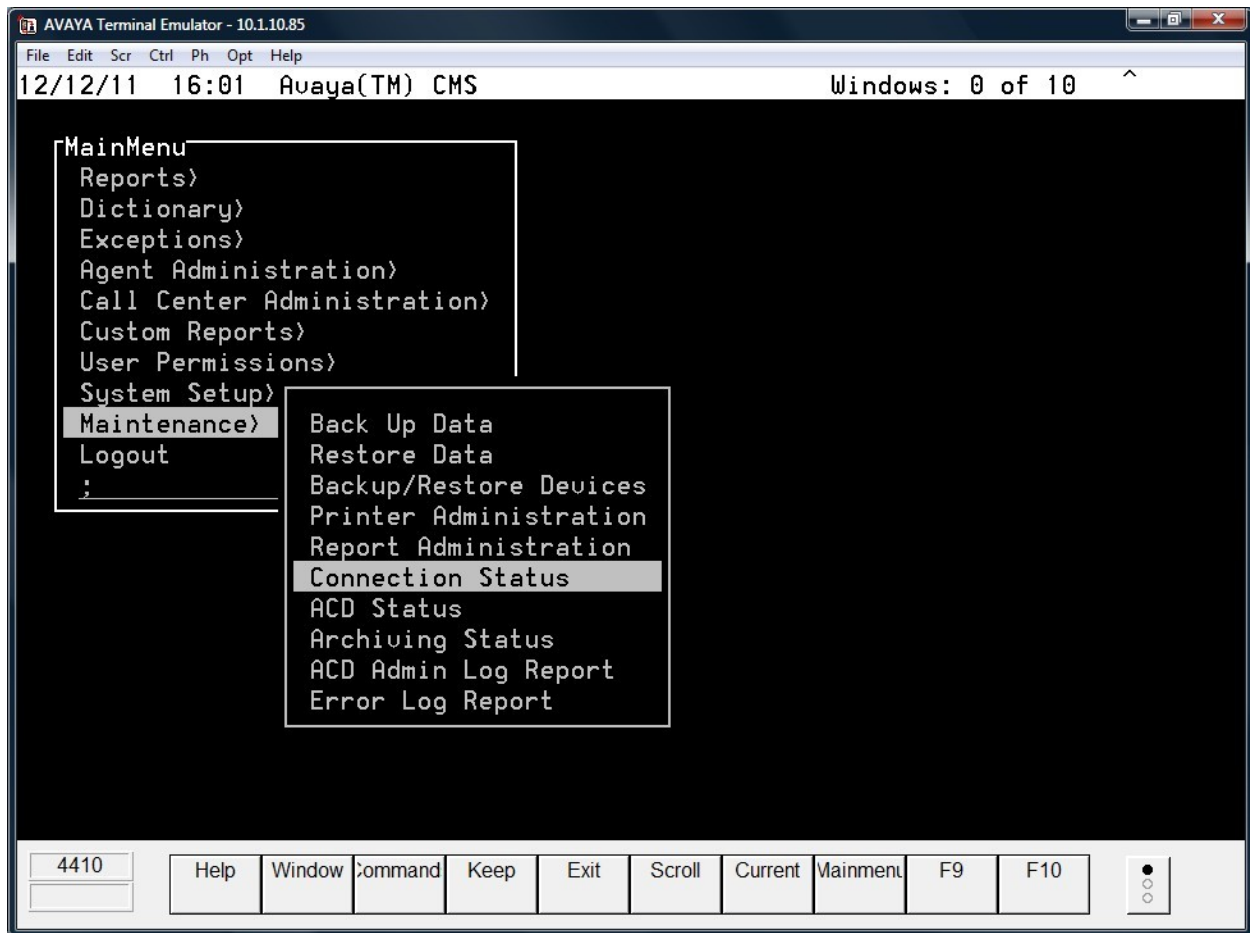 AVAYA Terminal Emulator - 10.1.10.85
File Edit Scr Ctrl Ph Opt Help
12/12/11 16:01 Avaya(TM) CMS Windows: 0 of 10 ^
MainMenu
Reports>
Dictionary>
Exceptions>
Agent Administration>
Call Center Administration>
Custom Reports>
User Permissions>
System Setup>
Maintenance>
Logout
;
Back Up Data
Restore Data
Backup/Restore Devices
Printer Administration
Report Administration
Connection Status
ACD Status
Archiving Status
ACD Admin Log Report
Error Log Report
4410 Help Window Command Keep Exit Scroll Current Mainmenu F9 F10